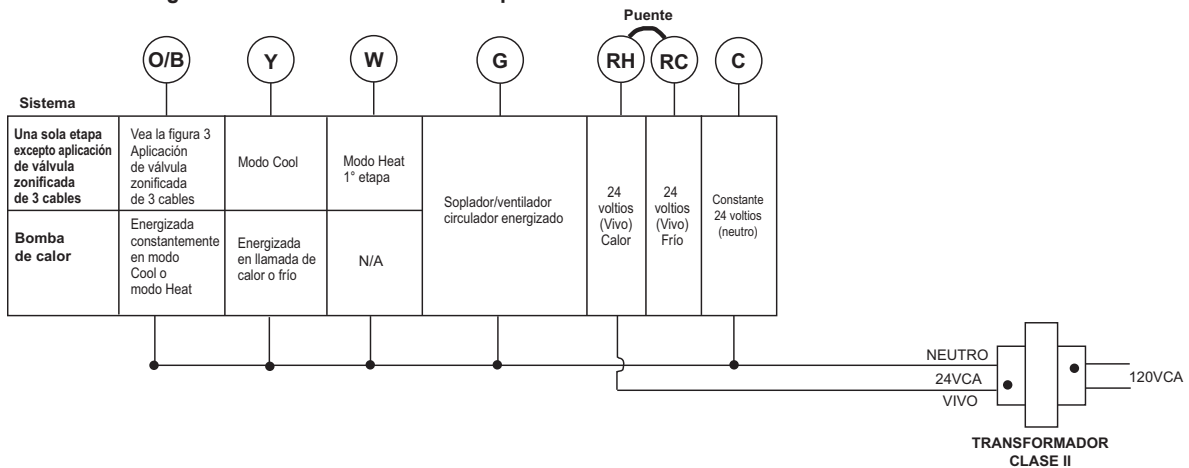 Puente
O/B
Y
W
G
RH
RC
C
Sistema
Una sola etapa
excepto aplicación
de válvula
zonificada
de 3 cables
Vea la figura 3
Aplicación
de válvula
zonificada
de 3 cables
Modo Cool
Modo Heat
1° etapa
Soplador/ventilador
circulador energizado
24
voltios
(Vivo)
Calor
24
voltios
(Vivo)
Frío
Constante
24 voltios
(neutro)
Bomba
de calor
Energizada
constantemente
en modo
Cool o
modo Heat
Energizada
en llamada de
calor o frío
N/A
NEUTRO
24VCA
VIVO
120VCA
TRANSFORMADOR
CLASE II